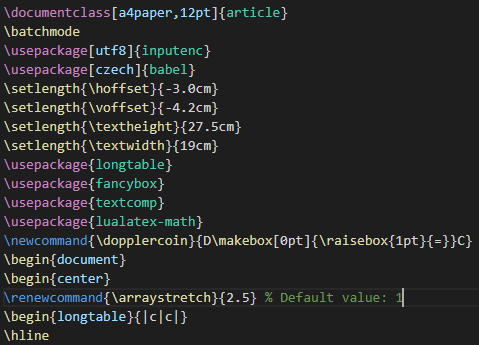 \documentclass[a4paper,12pt]{article}
\batchmode
\usepackage[utf8]{inputenc}
\usepackage[czech]{babel}
\setlength{\hoffset}{-3.0cm}
\setlength{\voffset}{-4.2cm}
\setlength{\textheight}{27.5cm}
\setlength{\textwidth}{19cm}
\usepackage{longtable}
\usepackage{fancybox}
\usepackage{textcomp}
\usepackage{lualatex-math}
\newcommand{\dopplercoin}{D\makebox[0pt]{\raisebox{1pt}{=}}C}
\begin{document}
\begin{center}
\renewcommand{\arraystretch}{2.5} % Default value: 1
\begin{longtable}{|c|c|}
\hline